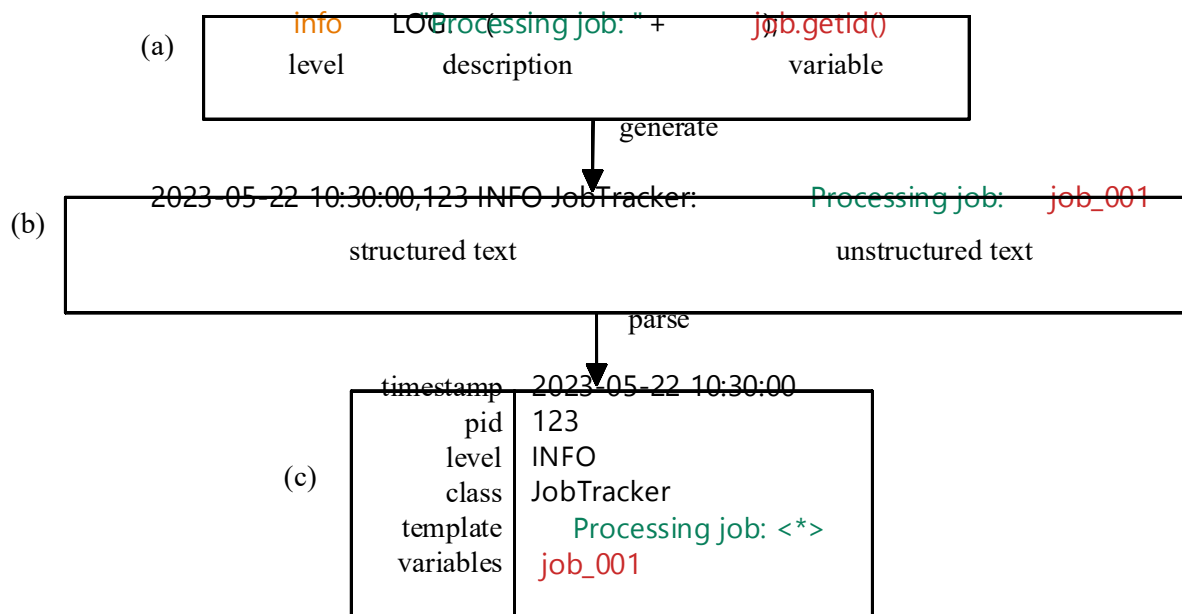 info LOG. ( "Processing job: " + job.getId() );
(a)
level description variable
generate
2023-05-22 10:30:00,123 INFO JobTracker: Processing job: job_001
(b)
structured text unstructured text
parse
timestamp 2023-05-22 10:30:00
pid 123
level INFO
(c)
class JobTracker
template Processing job: <*>
variables job_001